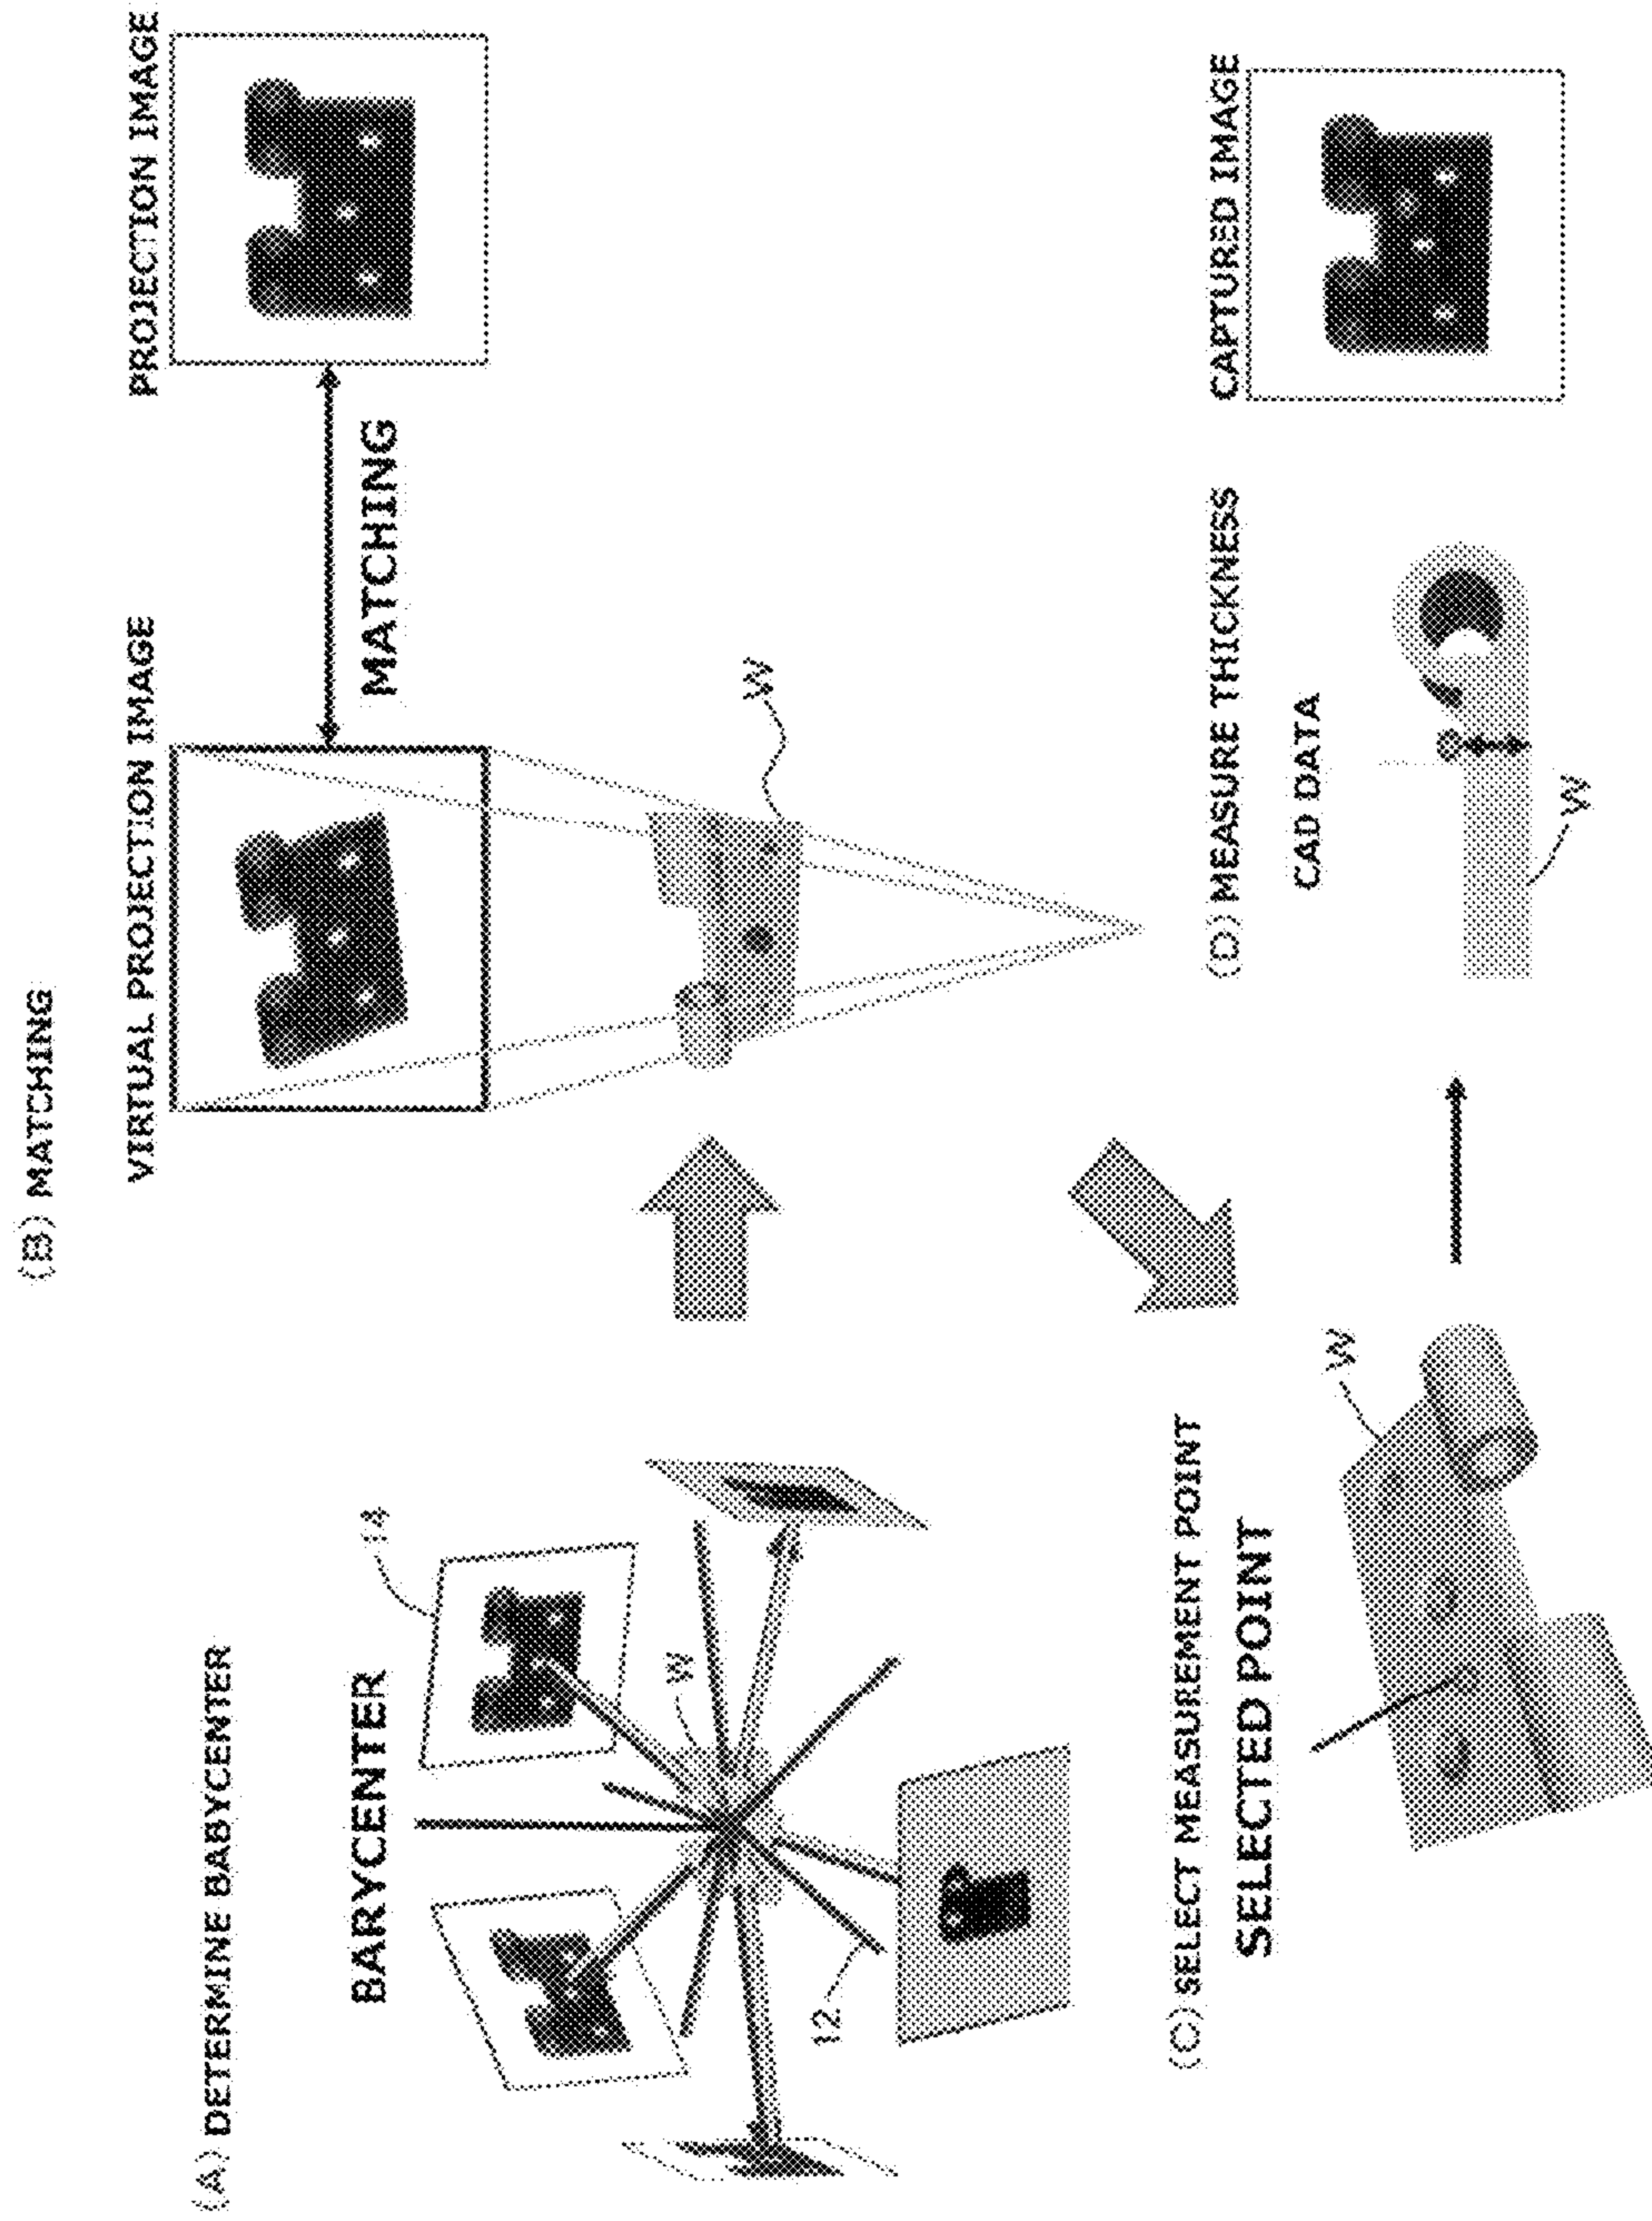 (A) DETERMINE BABYCENTER
BARYCENTER
14
W
12
(B) MATCHING
VIRTUAL PROJECTION IMAGE
PROJECTION IMAGE
MATCHING
W
(C) SELECT MEASUREMENT POINT
SELECTED POINT
W
(D) MEASURE THICKNESS
CAD DATA
W
CAPTURED IMAGE